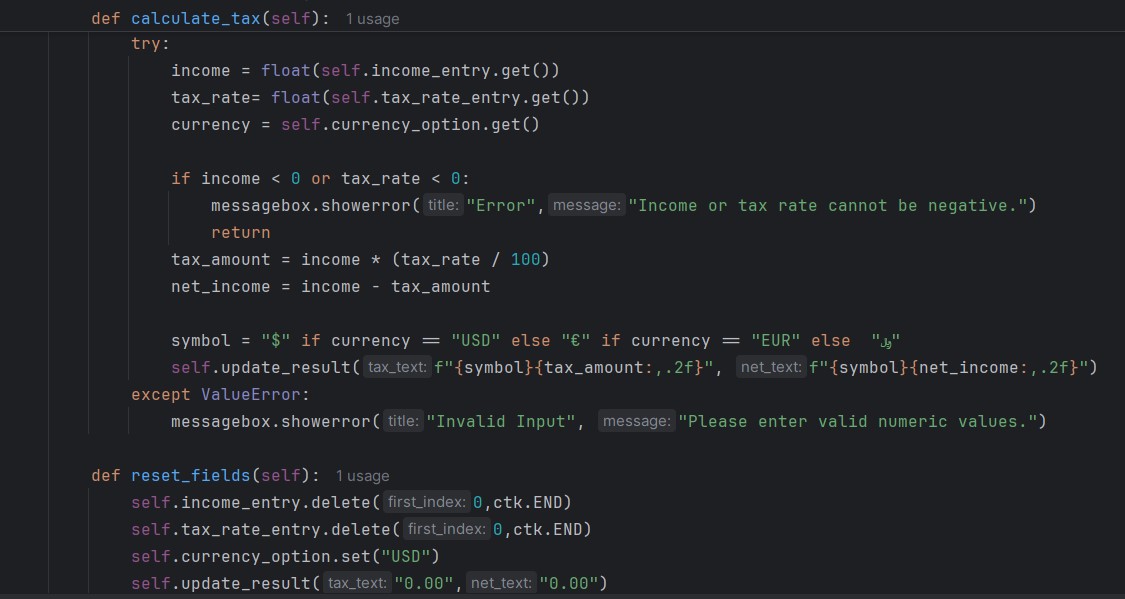 def calculate_tax(self): 1 usage
try:
income = float(self.income_entry.get())
tax_rate= float(self.tax_rate_entry.get())
currency = self.currency_option.get()
if income < 0 or tax_rate < 0:
messagebox.showerror( title: "Error", message: "Income or tax rate cannot be negative.")
return
tax_amount = income * (tax_rate / 100)
net_income = income - tax_amount
symbol = "$" if currency == "USD" else "€" if currency == "EUR" else "﷼"
self.update_result( tax_text: f"{symbol}{tax_amount:,.2f}", net_text: f"{symbol}{net_income:,.2f}")
except ValueError:
messagebox.showerror( title: "Invalid Input", message: "Please enter valid numeric values.")
def reset_fields(self): 1 usage
self.income_entry.delete( first_index: 0,ctk.END)
self.tax_rate_entry.delete( first_index: 0,ctk.END)
self.currency_option.set("USD")
self.update_result( tax_text: "0.00", net_text: "0.00")